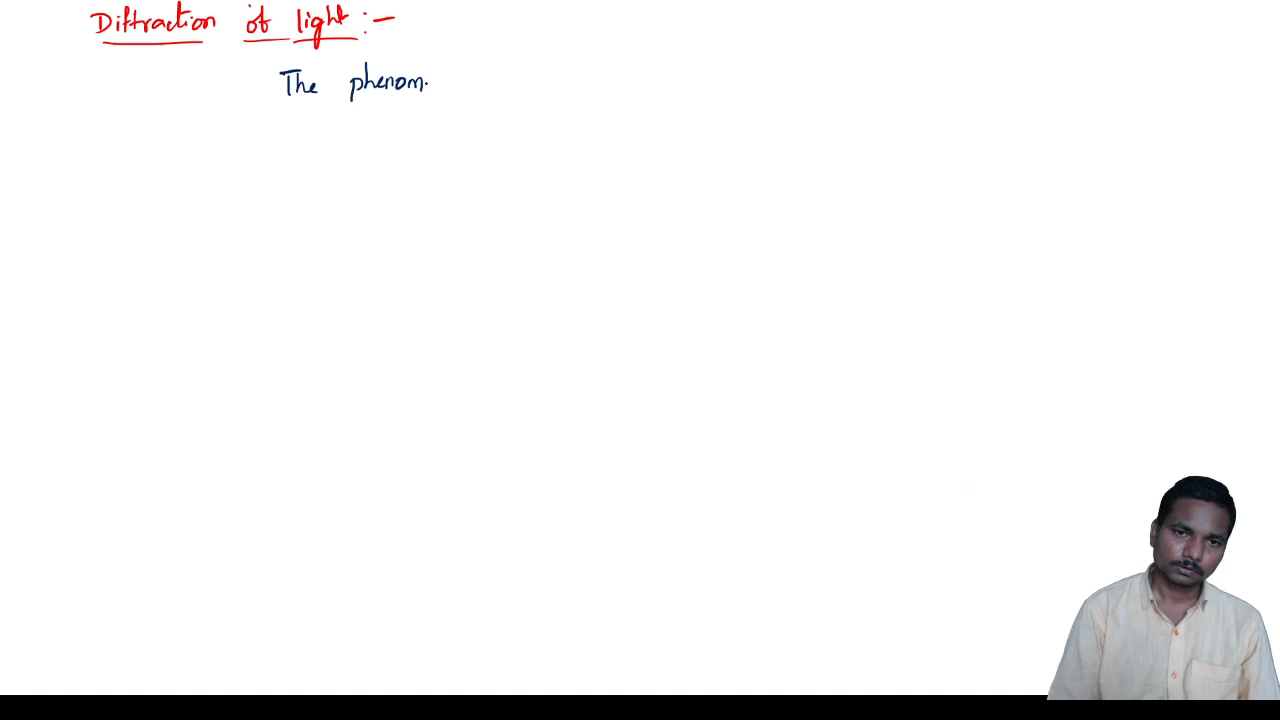 Diffraction of light :-
The phenom